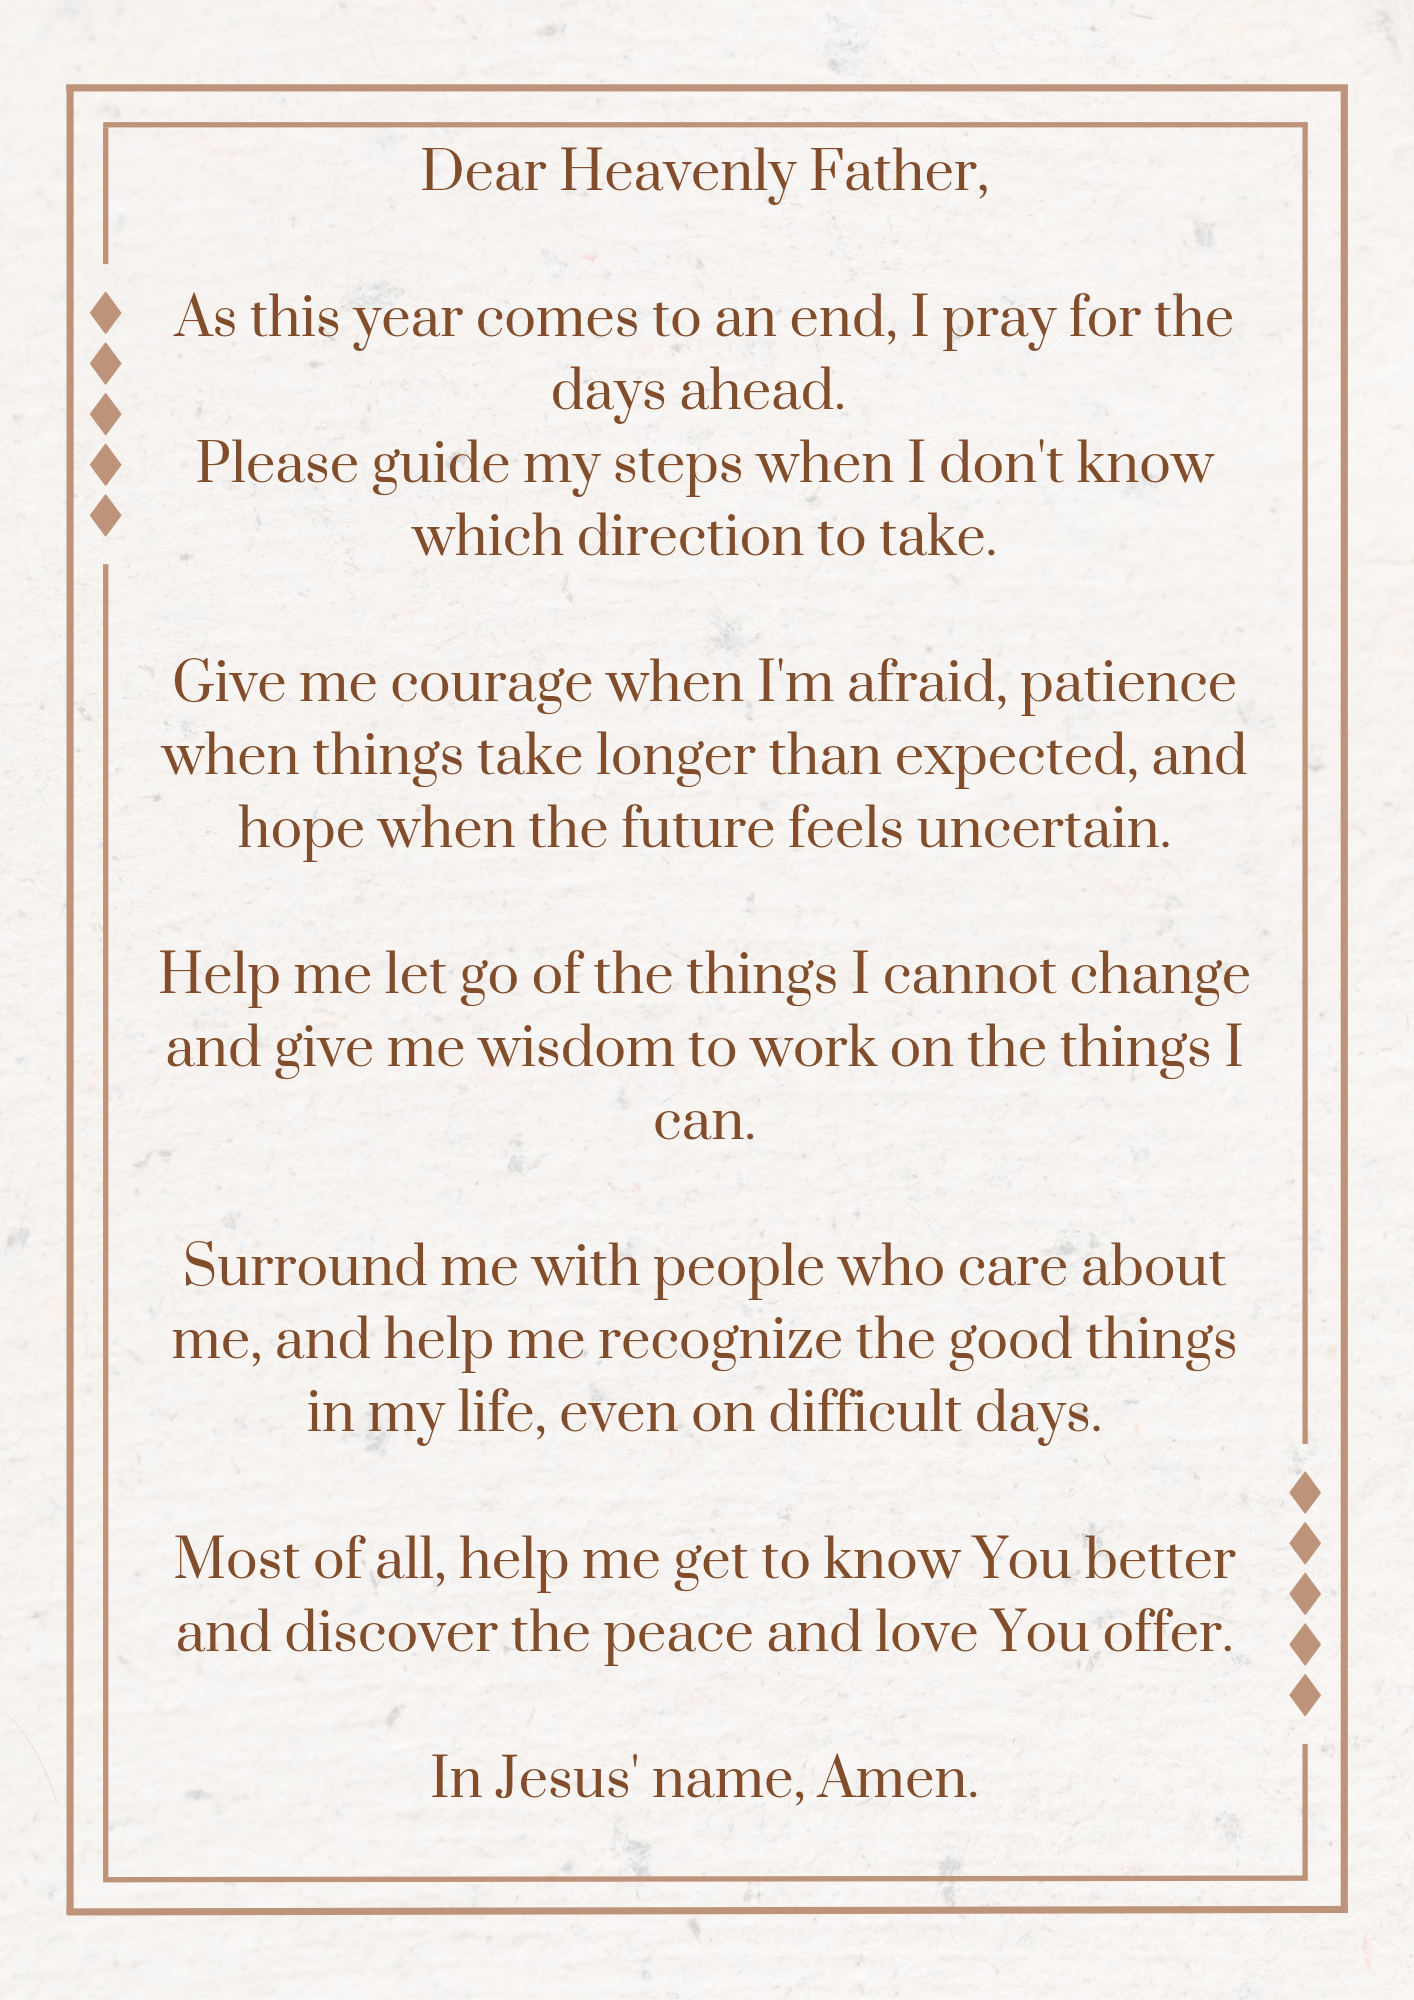 Dear Heavenly Father,
As this year comes to an end, I pray for the
days ahead.
Please guide my steps when I don't know
which direction to take.
Give me courage when I'm afraid, patience
when things take longer than expected, and
hope when the future feels uncertain.
Help me let go of the things I cannot change
and give me wisdom to work on the things I
can.
Surround me with people who care about
me, and help me recognize the good things
in my life, even on difficult days.
Most of all, help me get to know You better
and discover the peace and love You offer.
In Jesus' name, Amen.